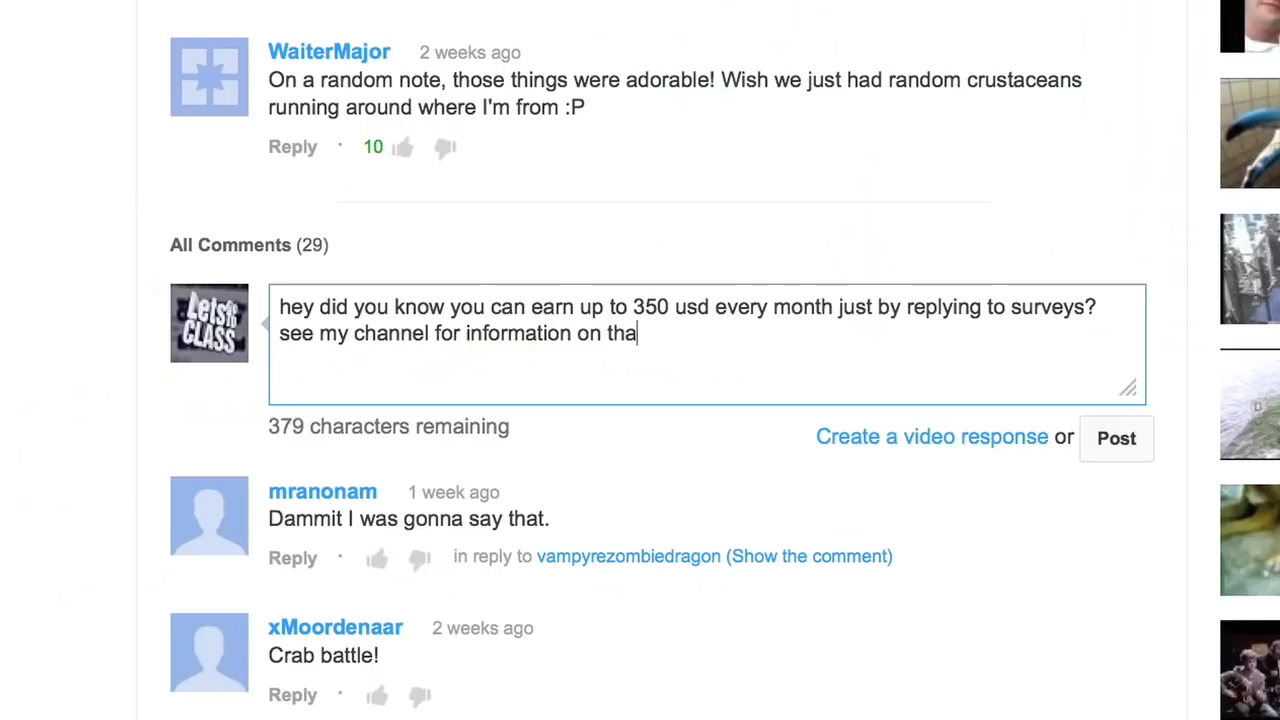 WaiterMajor 2 weeks ago
On a random note, those things were adorable! Wish we just had random crustaceans
running around where I'm from :P
Reply · 10
All Comments (29)
Lets go to
CLASS
hey did you know you can earn up to 350 usd every month just by replying to surveys?
see my channel for information on tha
379 characters remaining
Create a video response or Post
mranonam 1 week ago
Dammit I was gonna say that.
Reply · in reply to vampyrezombiedragon (Show the comment)
xMoordenaar 2 weeks ago
Crab battle!
Reply ·